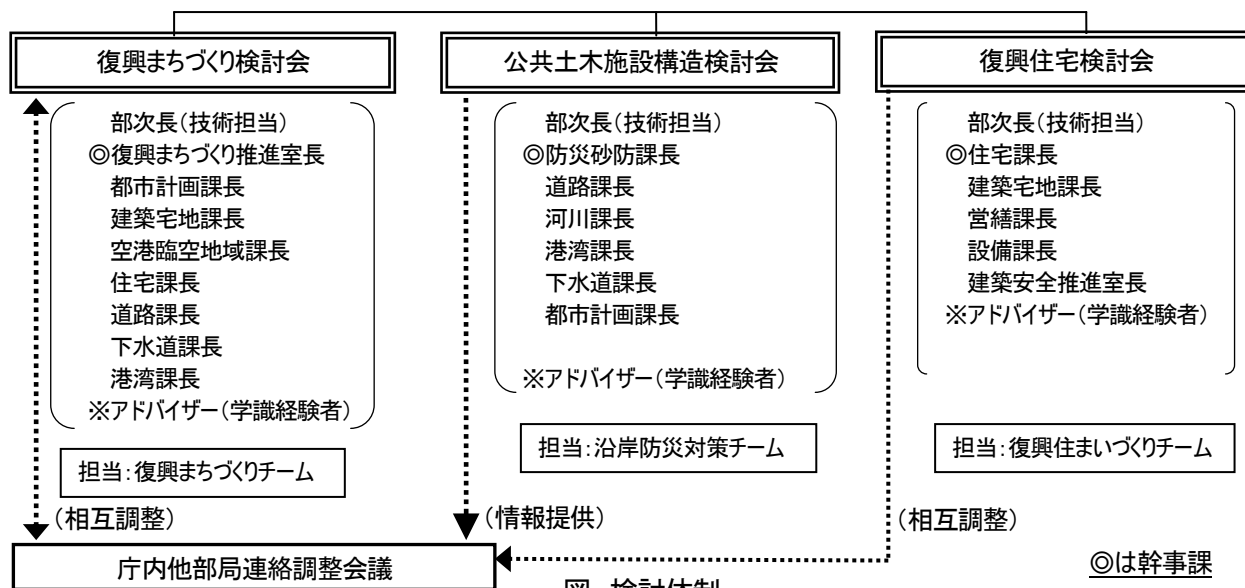 復興まちづくり検討会
部次長(技術担当)
◎復興まちづくり推進室長
都市計画課長
建築宅地課長
空港臨空地域課長
住宅課長
道路課長
下水道課長
港湾課長
※アドバイザー(学識経験者)
担当:復興まちづくりチーム
(相互調整)
公共土木施設構造検討会
部次長(技術担当)
◎防災砂防課長
道路課長
河川課長
港湾課長
下水道課長
都市計画課長
※アドバイザー(学識経験者)
担当:沿岸防災対策チーム
(情報提供)
復興住宅検討会
部次長(技術担当)
◎住宅課長
建築宅地課長
営繕課長
設備課長
建築安全推進室長
※アドバイザー(学識経験者)
担当:復興住まいづくりチーム
(相互調整)
庁内他部局連絡調整会議
◎は幹事課
図 検討体制